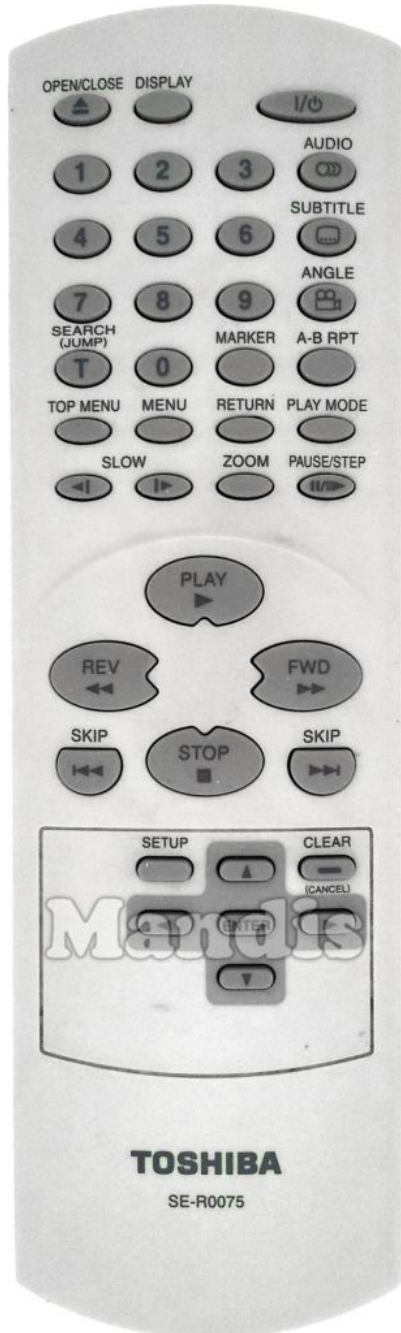 OPEN/CLOSE DISPLAY
I/⏻
AUDIO
1 2 3
SUBTITLE
4 5 6
ANGLE
7 8 9
SEARCH
(JUMP) MARKER A-B RPT
T 0
TOP MENU MENU RETURN PLAY MODE
SLOW ZOOM PAUSE/STEP
PLAY
REV FWD
SKIP STOP SKIP
SETUP CLEAR
(CANCEL)
ENTER
Mandis
TOSHIBA
SE-R0075